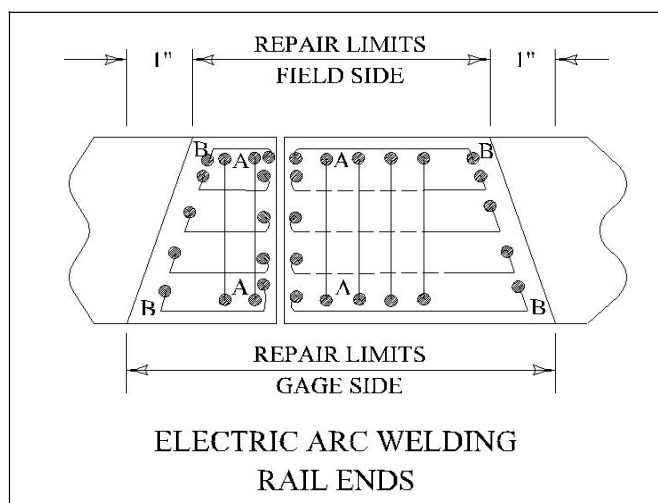 1" REPAIR LIMITS 1"
FIELD SIDE
B A A B
A A
B B
REPAIR LIMITS
GAGE SIDE
ELECTRIC ARC WELDING
RAIL ENDS